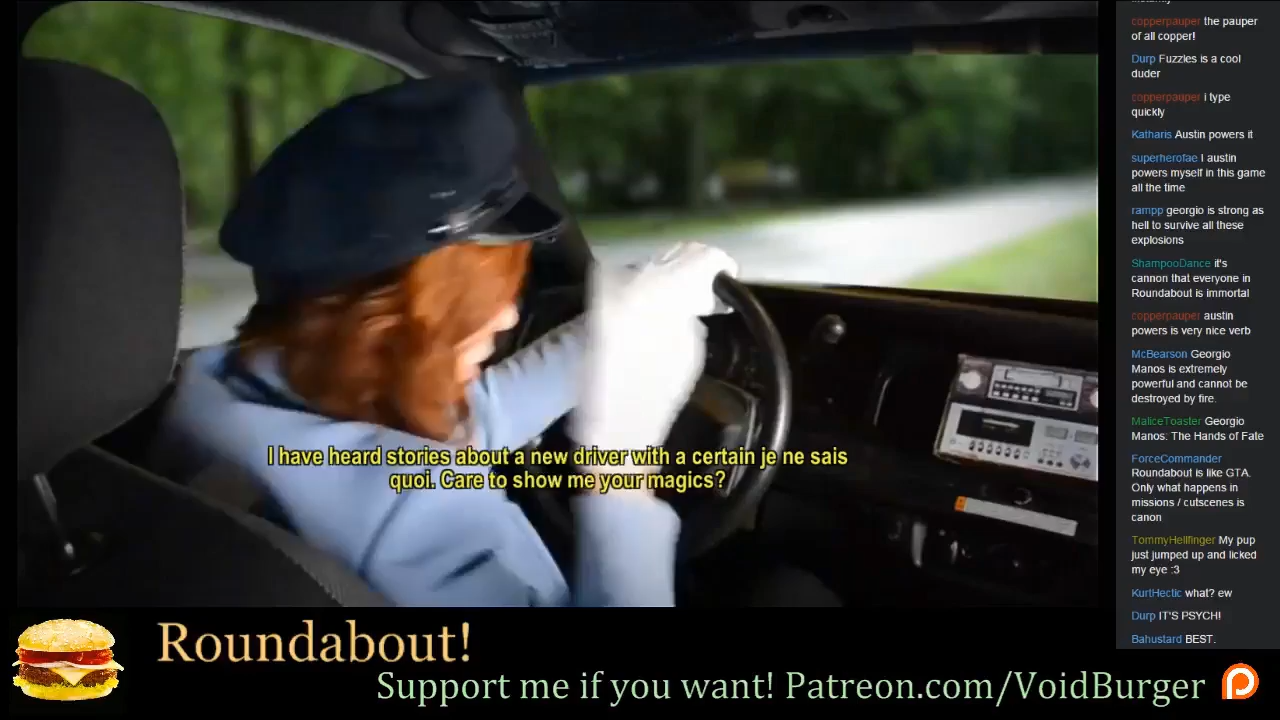 I have heard stories about a new driver with a certain je ne sais
quoi. Care to show me your magics?
copperpauper the pauper
of all copper!
Durp Fuzzles is a cool
duder
copperpauper i type
quickly
Katharis Austin powers it
superherofae I austin
powers myself in this game
all the time
rampp georgio is strong as
hell to survive all these
explosions
ShampooDance it's
cannon that everyone in
Roundabout is immortal
copperpauper austin
powers is very nice verb
McBearson Georgio
Manos is extremely
powerful and cannot be
destroyed by fire.
MaliceToaster Georgio
Manos: The Hands of Fate
ForceCommander
Roundabout is like GTA.
Only what happens in
missions / cutscenes is
canon
TommyHellfinger My pup
just jumped up and licked
my eye :3
KurtHectic what? ew
Durp IT'S PSYCH!
Bahustard BEST.
Roundabout!
Support me if you want! Patreon.com/VoidBurger